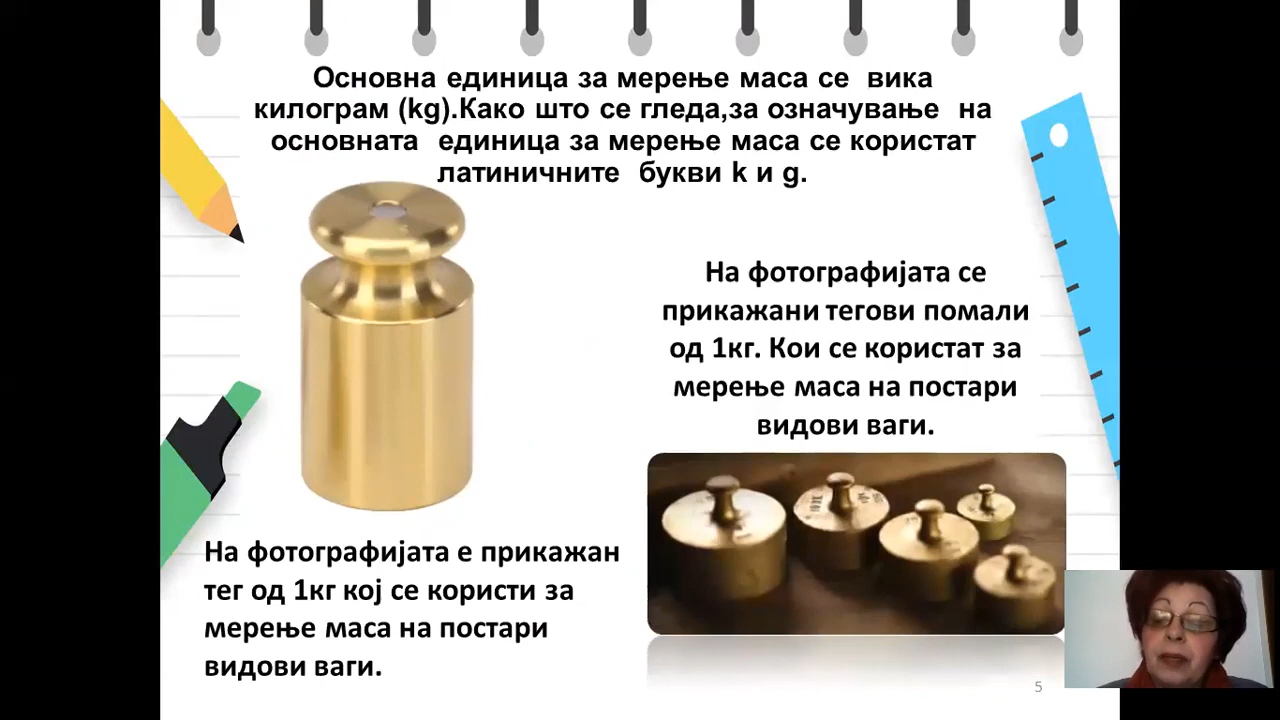 Основна единица за мерење маса се вика
килограм (kg).Како што се гледа,за означување на
основната единица за мерење маса се користат
латиничните букви k и g.
На фотографијата се
прикажани тегови помали
од 1кг. Кои се користат за
мерење маса на постари
видови ваги.
На фотографијата е прикажан
тег од 1кг кој се користи за
мерење маса на постари
видови ваги.
5